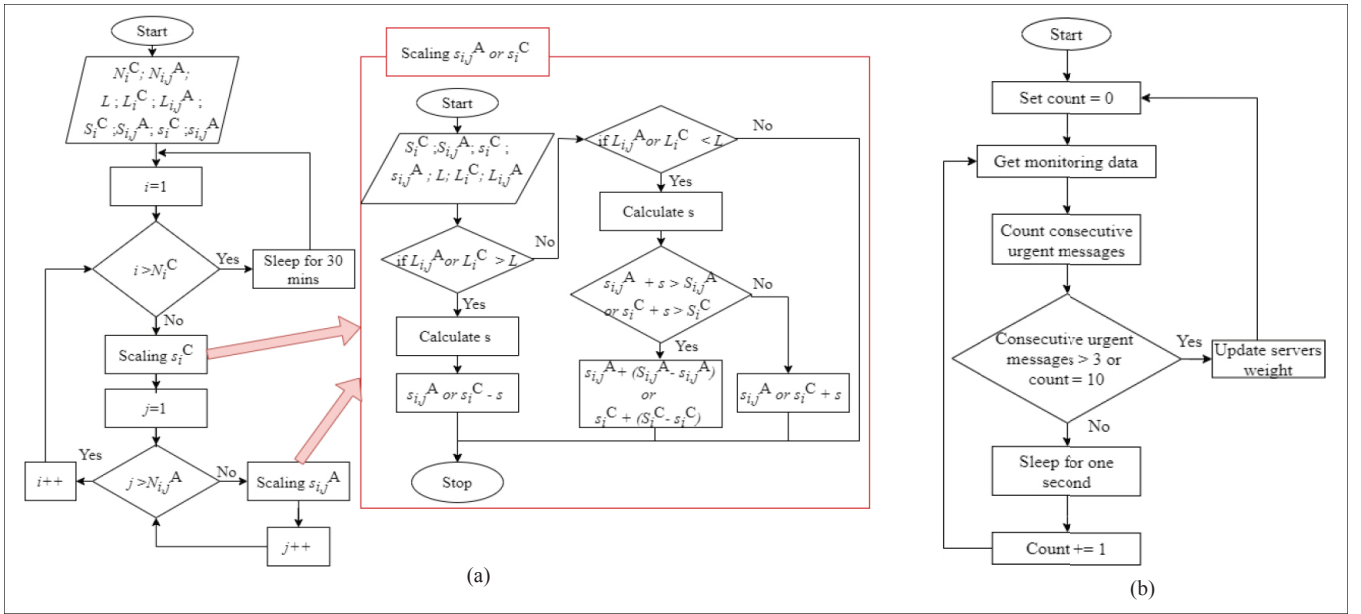 Start
N_i^C; N_{i,j}^A;
L ; L_i^C ; L_{i,j}^A ;
S_i^C ;S_{i,j}^A; s_i^C ;s_{i,j}^A
i=1
i >N_i^C
Yes
Sleep for 30
mins
No
Scaling s_i^C
j=1
j >N_{i,j}^A
Yes
i++
No
Scaling s_{i,j}^A
j++
Scaling s_{i,j}^A or s_i^C
Start
S_i^C ;S_{i,j}^A; s_i^C ;
s_{i,j}^A ; L; L_i^C; L_{i,j}^A
if L_{i,j}^A or L_i^C > L
No
Yes
Calculate s
s_{i,j}^A or s_i^C - s
Stop
if L_{i,j}^A or L_i^C < L
No
Yes
Calculate s
s_{i,j}^A + s > S_{i,j}^A
or s_i^C + s > S_i^C
No
Yes
s_{i,j}^A + (S_{i,j}^A - s_{i,j}^A)
or
s_i^C + (S_i^C - s_i^C)
s_{i,j}^A or s_i^C + s
(a)
Start
Set count = 0
Get monitoring data
Count consecutive
urgent messages
Consecutive urgent
messages > 3 or
count = 10
Yes
Update servers
weight
No
Sleep for one
second
Count += 1
(b)